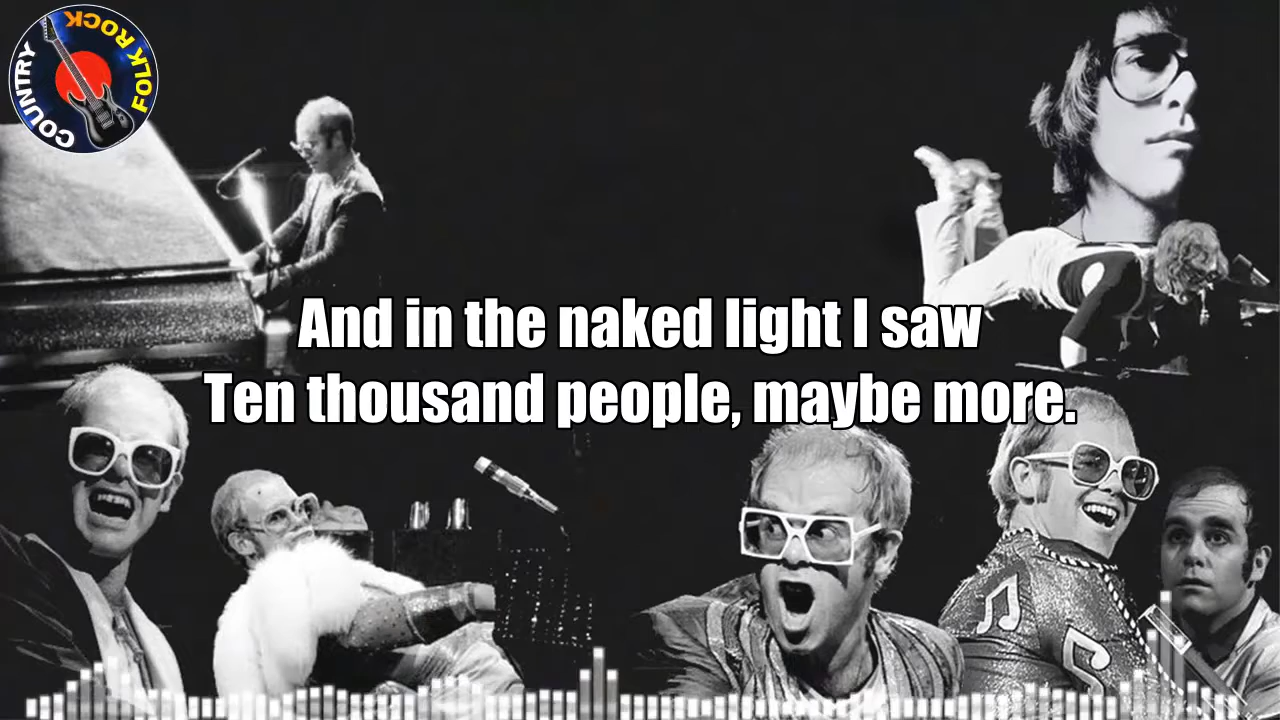 COUNTRY
FOLK ROCK
And in the naked light I saw
Ten thousand people, maybe more.